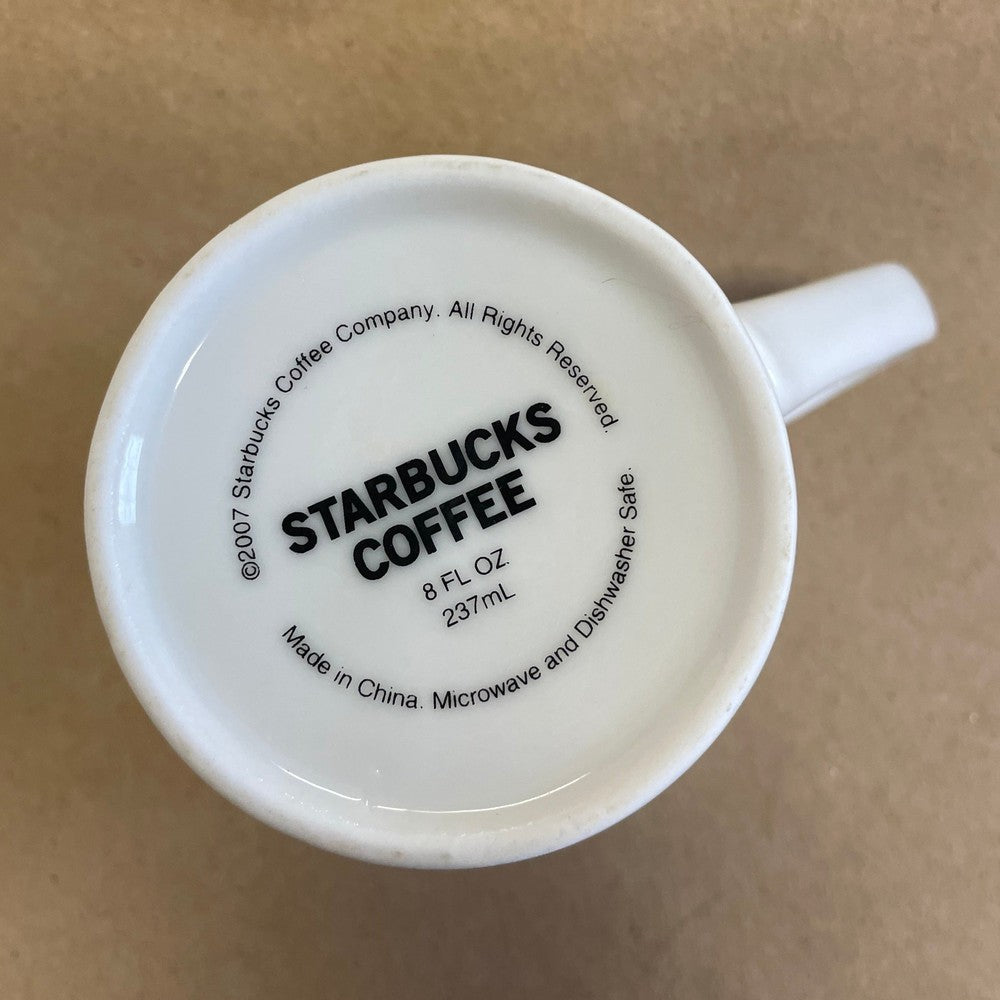 ©2007 Starbucks Coffee Company. All Rights Reserved.
STARBUCKS
COFFEE
8 FL OZ.
237mL
Made in China. Microwave and Dishwasher Safe.